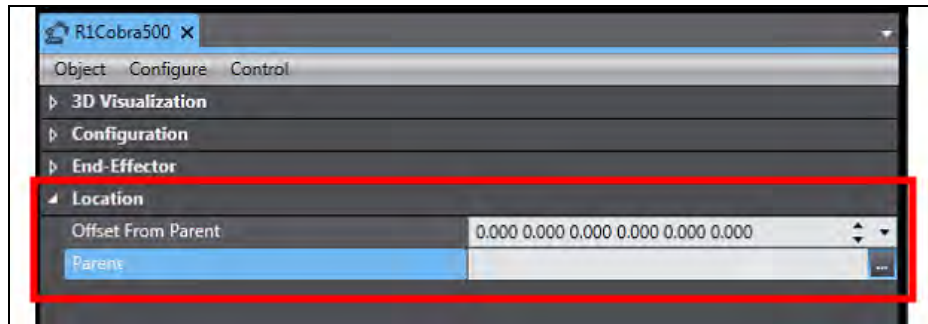 R1Cobra500
Object Configure Control
3D Visualization
Configuration
End-Effector
Location
Offset From Parent 0.000 0.000 0.000 0.000 0.000 0.000
Parent ...